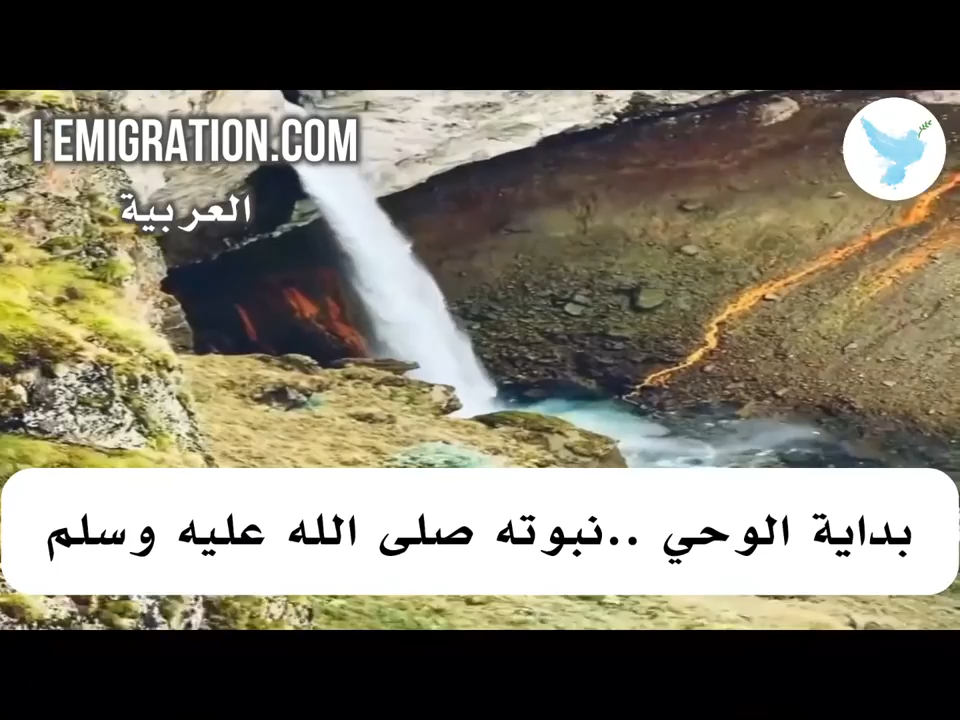 I EMIGRATION.COM
العربية
بداية الوحي ..نبوته صلى الله عليه وسلم